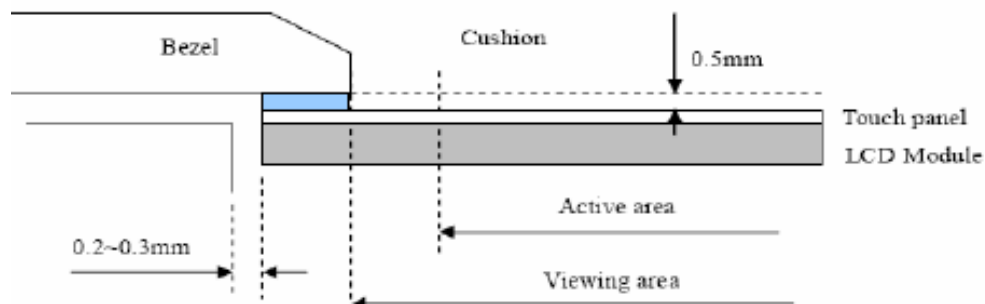 Bezel
Cushion
0.5mm
Touch panel
LCD Module
Active area
0.2~0.3mm
Viewing area